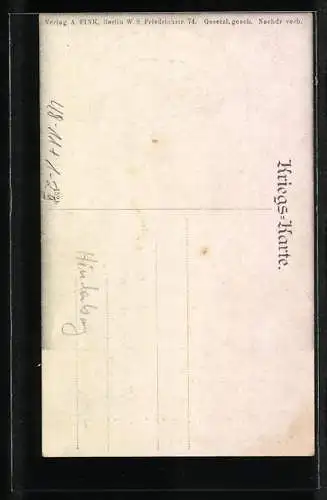 Verlag A. FINK, Berlin W. 8 Friedrichstr. 74. Gesetzl. gesch. Nachdr. verb.
Kriegs=Karte.
Hindenburg